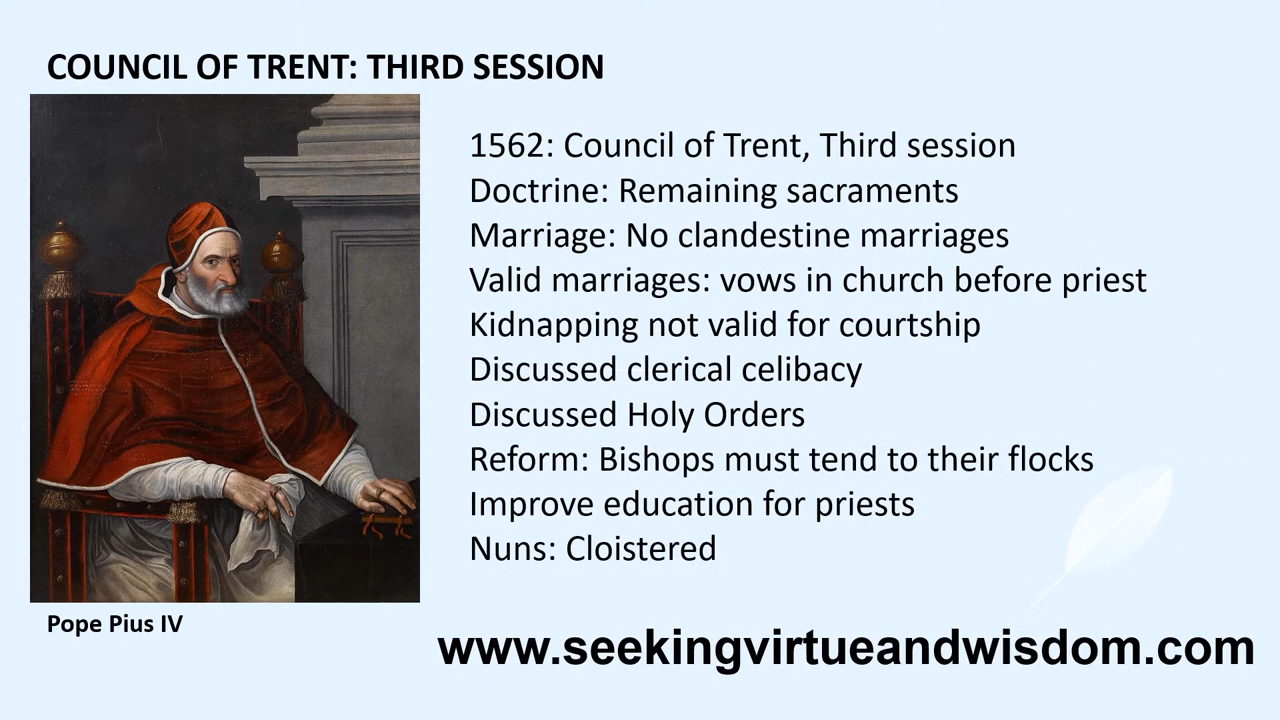 COUNCIL OF TRENT: THIRD SESSION
1562: Council of Trent, Third session
Doctrine: Remaining sacraments
Marriage: No clandestine marriages
Valid marriages: vows in church before priest
Kidnapping not valid for courtship
Discussed clerical celibacy
Discussed Holy Orders
Reform: Bishops must tend to their flocks
Improve education for priests
Nuns: Cloistered
Pope Pius IV
www.seekingvirtueandwisdom.com